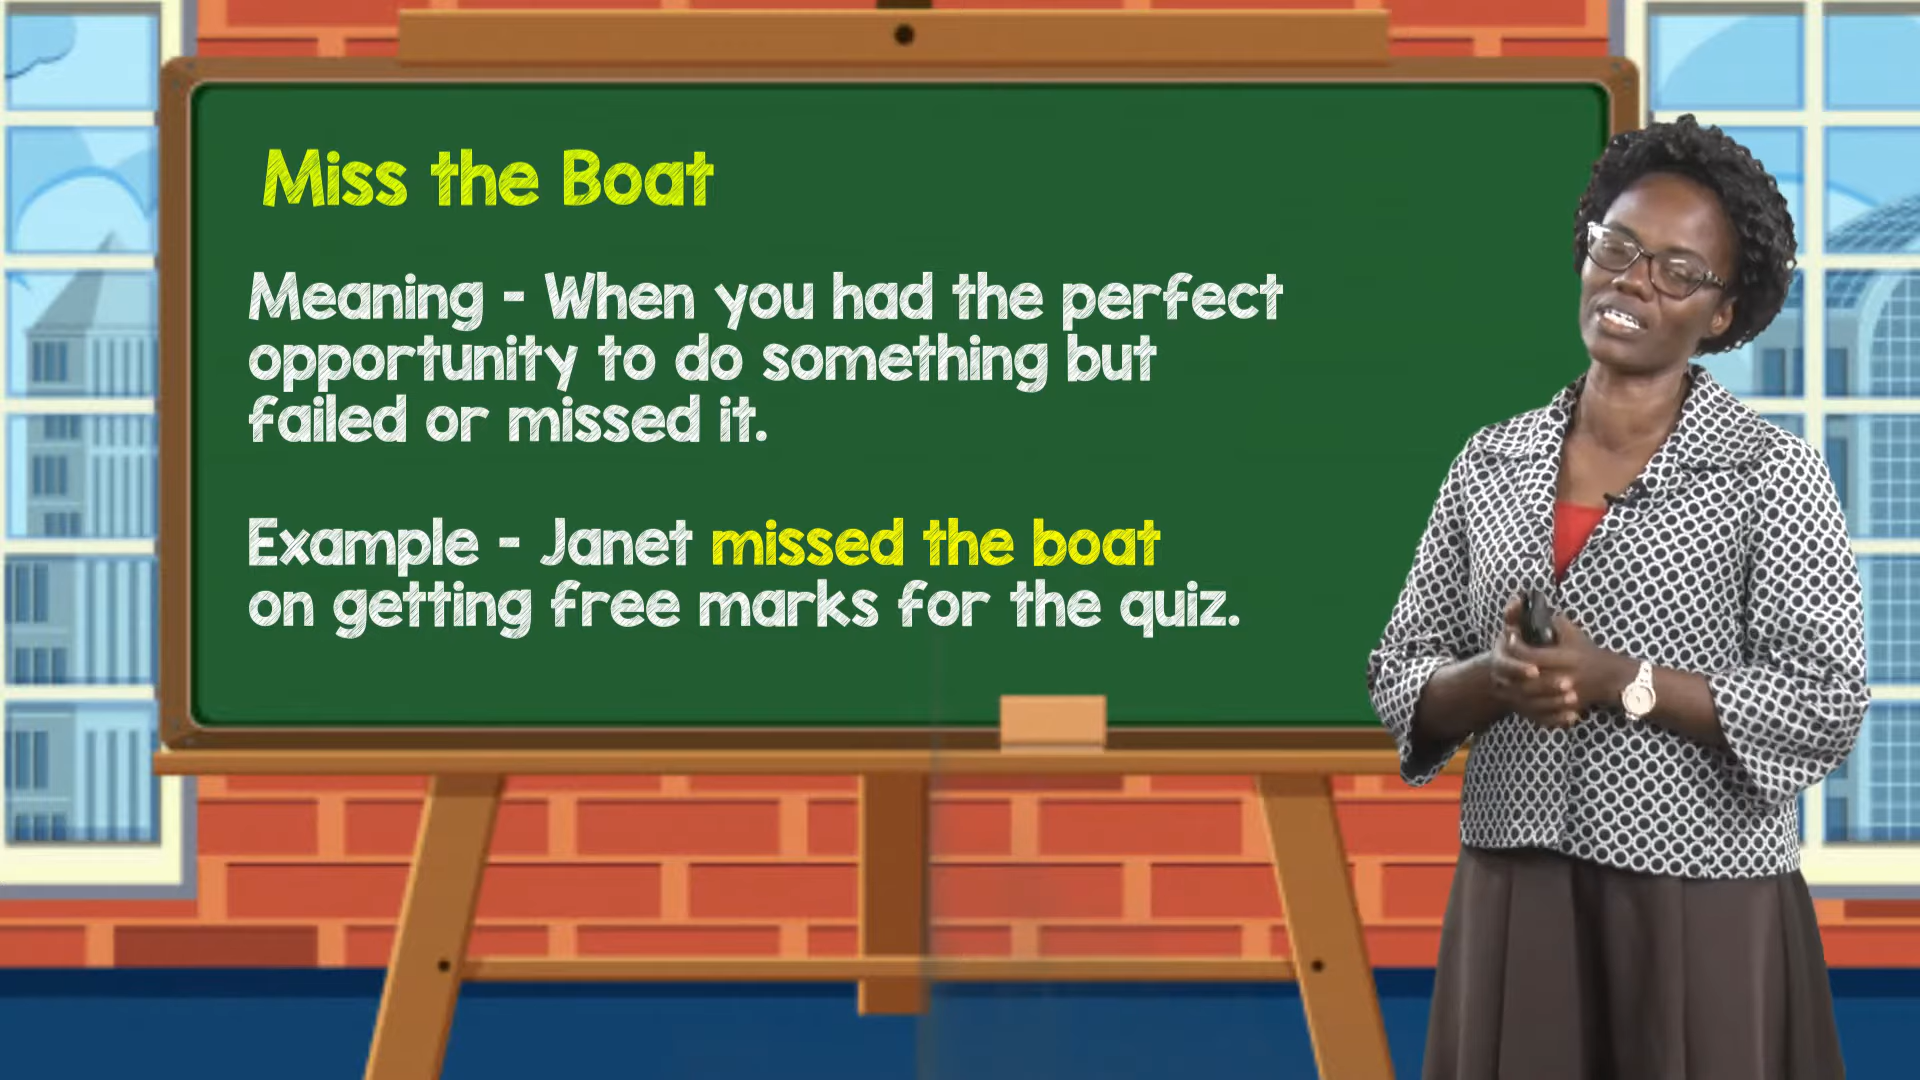 Miss the Boat
Meaning - When you had the perfect
opportunity to do something but
failed or missed it.
Example - Janet missed the boat
on getting free marks for the quiz.